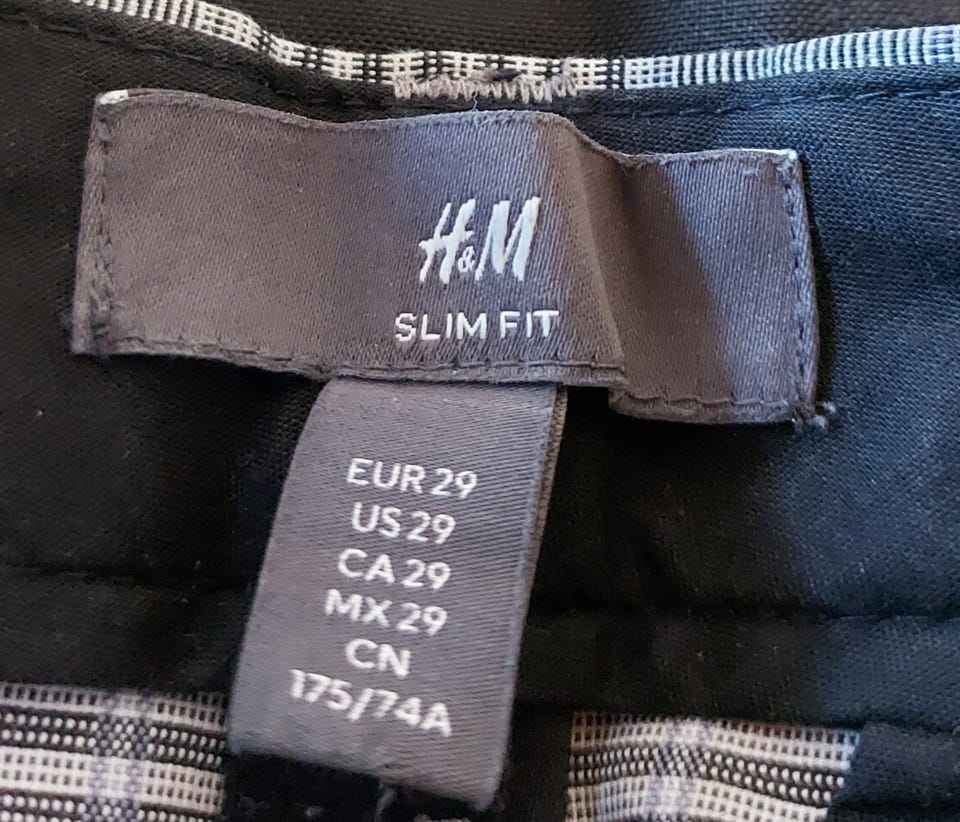 H&M
SLIM FIT
EUR 29
US 29
CA 29
MX 29
CN
175/74A